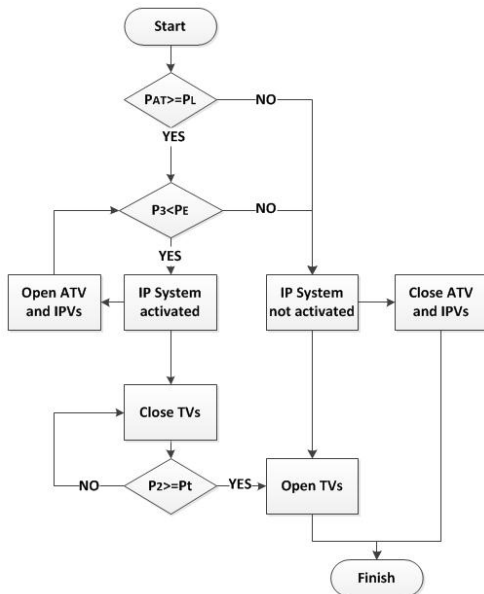 Start
PAT>=PL
NO
YES
P3<PE
NO
YES
Open ATV
and IPVs
IP System
activated
IP System
not activated
Close ATV
and IPVs
Close TVs
NO
P2>=Pt
YES
Open TVs
Finish